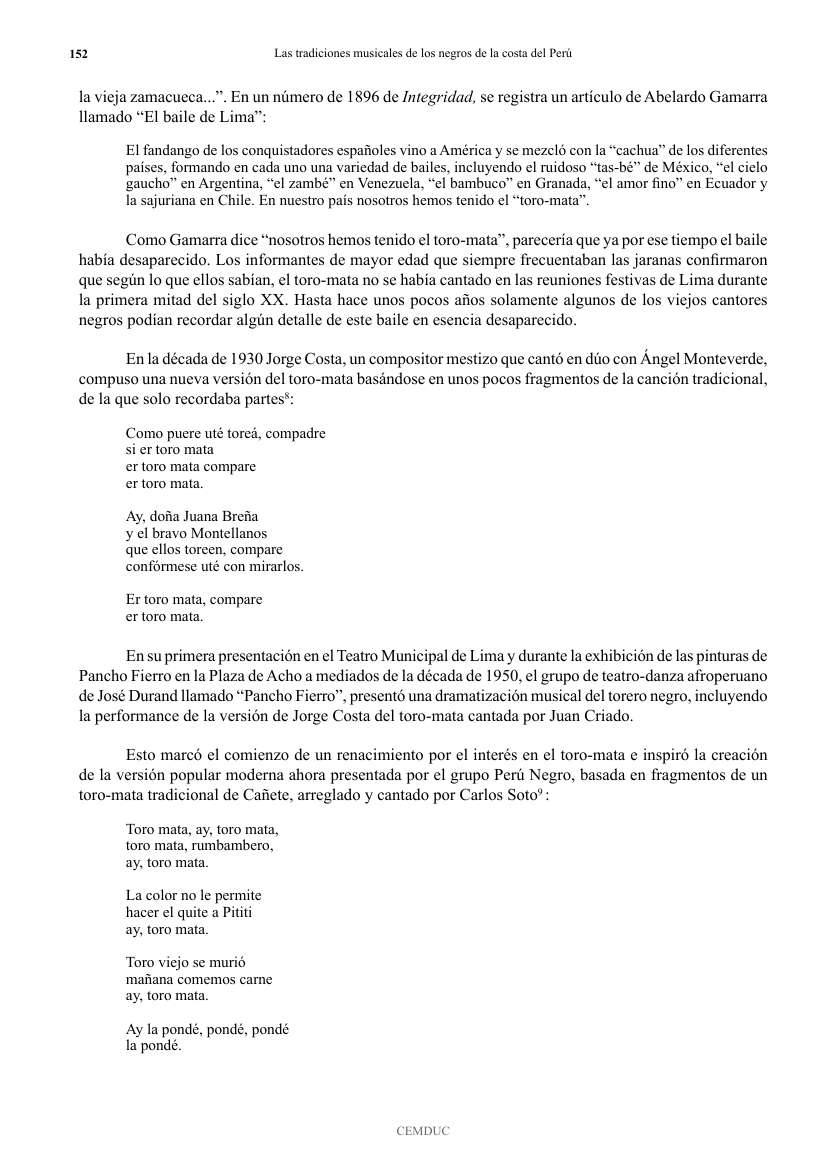 152
Las tradiciones musicales de los negros de la costa del Perú
la vieja zamacueca...”. En un número de 1896 de Integridad, se registra un artículo de Abelardo Gamarra
llamado “El baile de Lima”:
El fandango de los conquistadores españoles vino a América y se mezcló con la “cachua” de los diferentes
países, formando en cada uno una variedad de bailes, incluyendo el ruidoso “tas-bé” de México, “el cielo
gaucho” en Argentina, “el zambé” en Venezuela, “el bambuco” en Granada, “el amor fino” en Ecuador y
la sajuriana en Chile. En nuestro país nosotros hemos tenido el “toro-mata”.
Como Gamarra dice “nosotros hemos tenido el toro-mata”, parecería que ya por ese tiempo el baile
había desaparecido. Los informantes de mayor edad que siempre frecuentaban las jaranas confirmaron
que según lo que ellos sabían, el toro-mata no se había cantado en las reuniones festivas de Lima durante
la primera mitad del siglo XX. Hasta hace unos pocos años solamente algunos de los viejos cantores
negros podían recordar algún detalle de este baile en esencia desaparecido.
En la década de 1930 Jorge Costa, un compositor mestizo que cantó en dúo con Ángel Monteverde,
compuso una nueva versión del toro-mata basándose en unos pocos fragmentos de la canción tradicional,
de la que solo recordaba partes⁸:
Como puere uté toreá, compadre
si er toro mata
er toro mata compare
er toro mata.
Ay, doña Juana Breña
y el bravo Montellanos
que ellos toreen, compare
confórmese uté con mirarlos.
Er toro mata, compare
er toro mata.
En su primera presentación en el Teatro Municipal de Lima y durante la exhibición de las pinturas de
Pancho Fierro en la Plaza de Acho a mediados de la década de 1950, el grupo de teatro-danza afroperuano
de José Durand llamado “Pancho Fierro”, presentó una dramatización musical del torero negro, incluyendo
la performance de la versión de Jorge Costa del toro-mata cantada por Juan Criado.
Esto marcó el comienzo de un renacimiento por el interés en el toro-mata e inspiró la creación
de la versión popular moderna ahora presentada por el grupo Perú Negro, basada en fragmentos de un
toro-mata tradicional de Cañete, arreglado y cantado por Carlos Soto⁹ :
Toro mata, ay, toro mata,
toro mata, rumbambero,
ay, toro mata.
La color no le permite
hacer el quite a Pititi
ay, toro mata.
Toro viejo se murió
mañana comemos carne
ay, toro mata.
Ay la pondé, pondé, pondé
la pondé.
CEMDUC